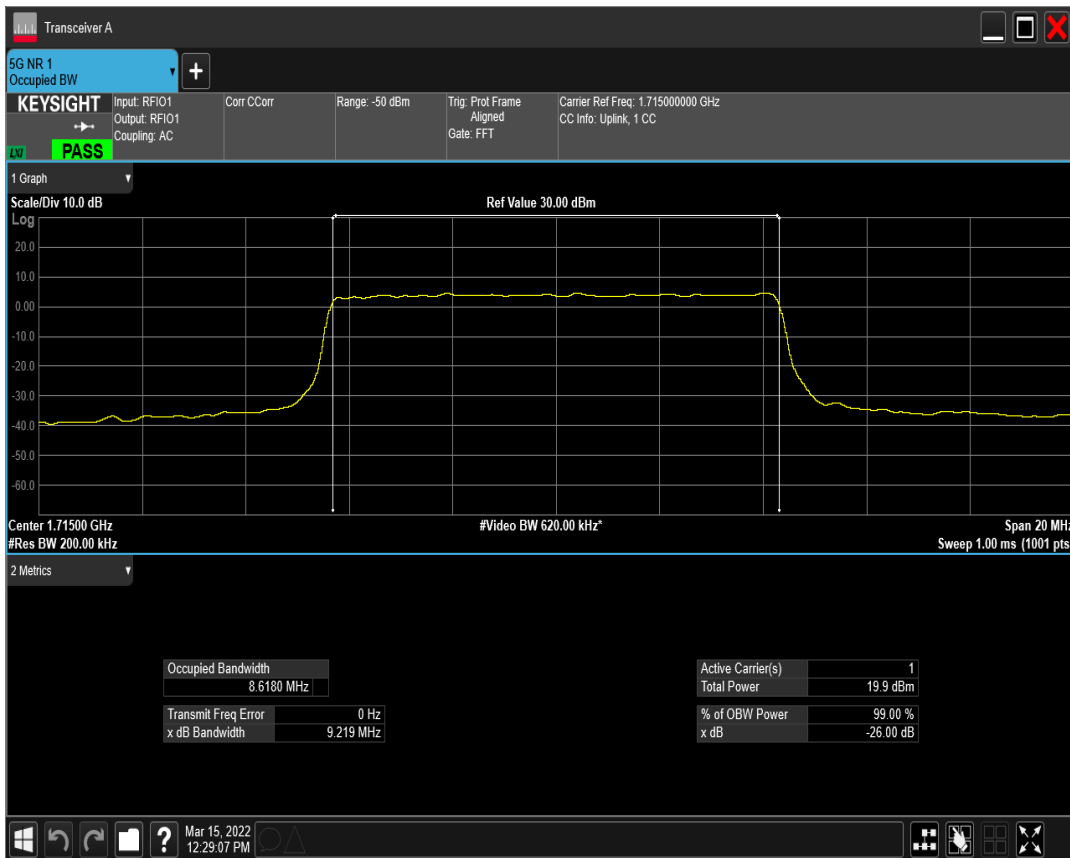 Transceiver A
5G NR 1
Occupied BW
+
KEYSIGHT
LXI
PASS
Input: RFIO1
Output: RFIO1
Coupling: AC
Corr CCorr
Range: -50 dBm
Trig: Prot Frame
Aligned
Gate: FFT
Carrier Ref Freq: 1.715000000 GHz
CC Info: Uplink, 1 CC
1 Graph
Scale/Div 10.0 dB
Ref Value 30.00 dBm
Log
20.0
10.0
0.00
-10.0
-20.0
-30.0
-40.0
-50.0
-60.0
Center 1.71500 GHz
#Video BW 620.00 kHz*
Span 20 MHz
#Res BW 200.00 kHz
Sweep 1.00 ms (1001 pts
2 Metrics
Occupied Bandwidth
8.6180 MHz
Transmit Freq Error 0 Hz
x dB Bandwidth 9.219 MHz
Active Carrier(s) 1
Total Power 19.9 dBm
% of OBW Power 99.00 %
x dB -26.00 dB
?
Mar 15, 2022
12:29:07 PM